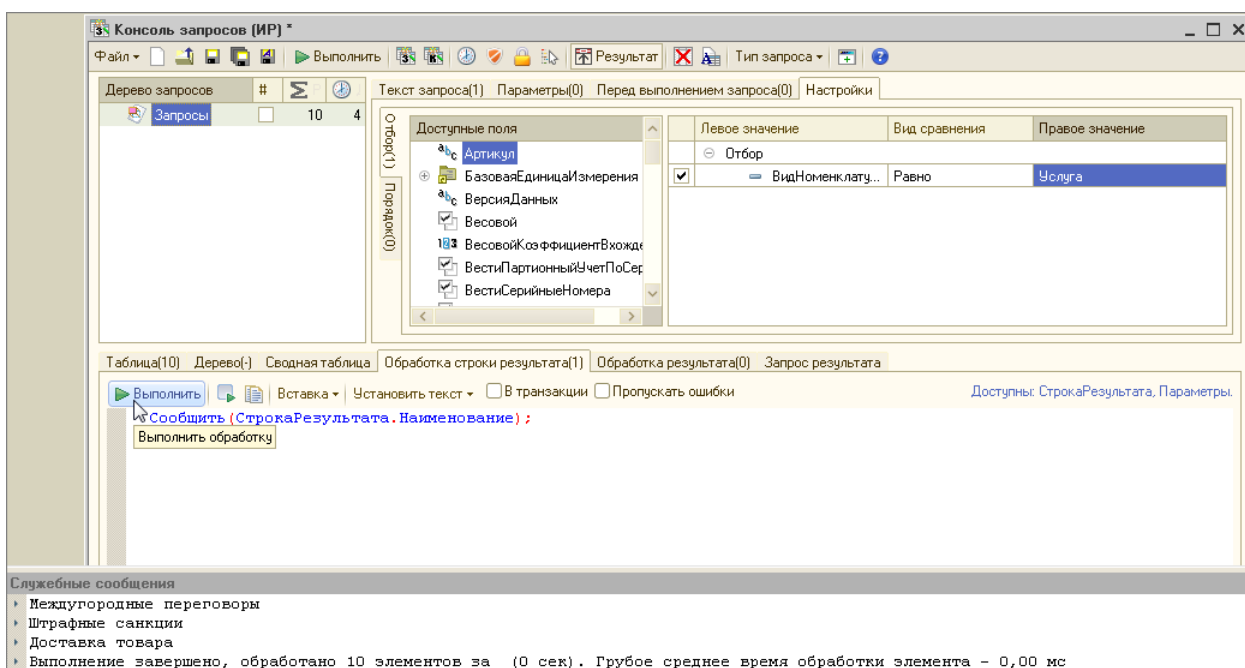 Консоль запросов (ИР) *
Файл Выполнить Результат Тип запроса
Дерево запросов #
Запросы 10 4
Текст запроса(1) Параметры(0) Перед выполнением запроса(0) Настройки
Отбор(1)
Порядок(0)
Доступные поля
Артикул
БазоваяЕдиницаИзмерения
ВерсияДанных
Весовой
ВесовойКоэффициентВхожде
ВестиПартионныйУчетПоСер
ВестиСерийныеНомера
Левое значение Вид сравнения Правое значение
Отбор
ВидНоменклату... Равно Услуга
Таблица(10) Дерево(-) Сводная таблица Обработка строки результата(1) Обработка результата(0) Запрос результата
Выполнить Вставка Установить текст В транзакции Пропускать ошибки Доступны: СтрокаРезультата, Параметры.
Сообщить(СтрокаРезультата.Наименование);
Выполнить обработку
Служебные сообщения
Междугородные переговоры
Штрафные санкции
Доставка товара
Выполнение завершено, обработано 10 элементов за (0 сек). Грубое среднее время обработки элемента - 0,00 мс